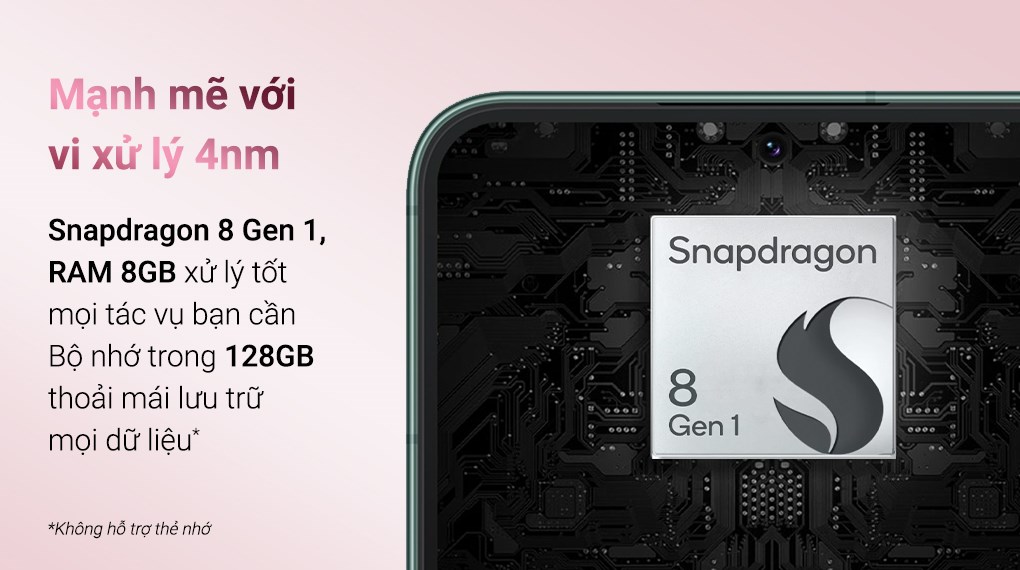 Mạnh mẽ với
vi xử lý 4nm
Snapdragon 8 Gen 1,
RAM 8GB xử lý tốt
mọi tác vụ bạn cần
Bộ nhớ trong 128GB
thoải mái lưu trữ
mọi dữ liệu*
*Không hỗ trợ thẻ nhớ
Snapdragon
8
Gen 1